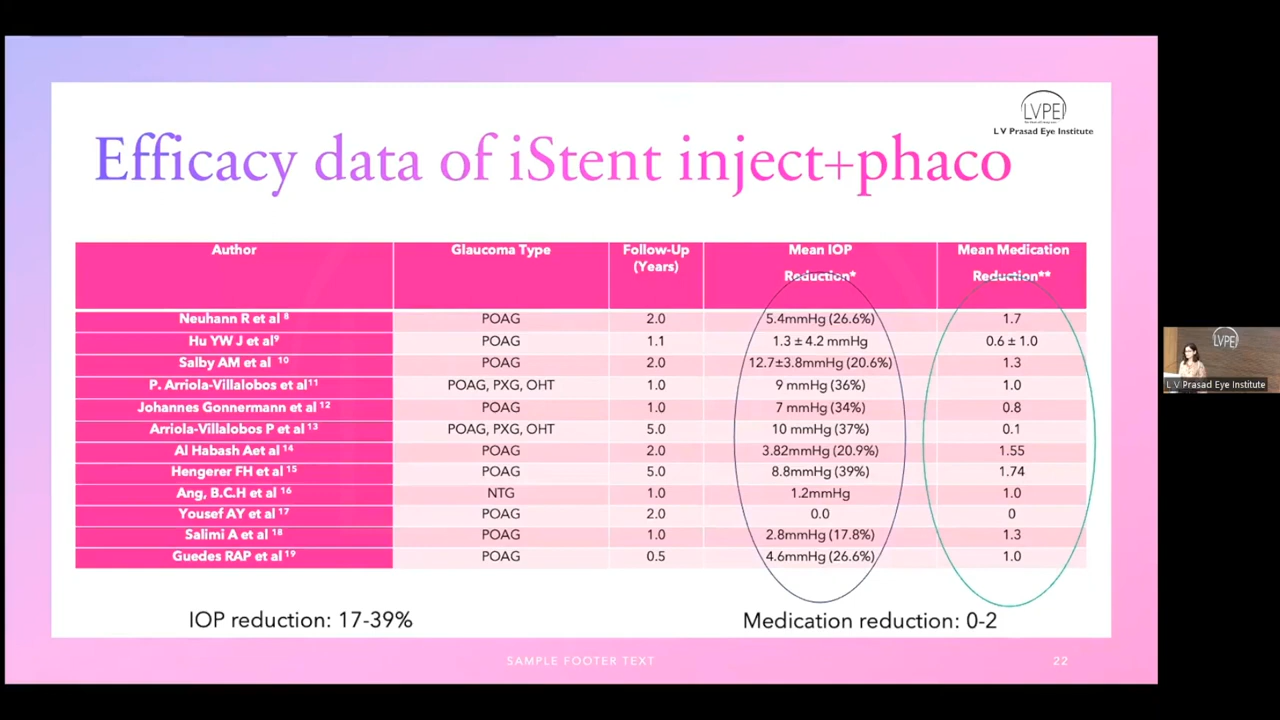 LVPEI
L V Prasad Eye Institute
Efficacy data of iStent inject+phaco
Author Glaucoma Type Follow-Up (Years) Mean IOP Reduction* Mean Medication Reduction**
Neuhann R et al 8 POAG 2.0 5.4mmHg (26.6%) 1.7
Hu YW J et al9 POAG 1.1 1.3 ± 4.2 mmHg 0.6 ± 1.0
Salby AM et al 10 POAG 2.0 12.7±3.8mmHg (20.6%) 1.3
P. Arriola-Villalobos et al11 POAG, PXG, OHT 1.0 9 mmHg (36%) 1.0
Johannes Gonnermann et al 12 POAG 1.0 7 mmHg (34%) 0.8
Arriola-Villalobos P et al 13 POAG, PXG, OHT 5.0 10 mmHg (37%) 0.1
Al Habash Aet al 14 POAG 2.0 3.82mmHg (20.9%) 1.55
Hengerer FH et al 15 POAG 5.0 8.8mmHg (39%) 1.74
Ang, B.C.H et al 16 NTG 1.0 1.2mmHg 1.0
Yousef AY et al 17 POAG 2.0 0.0 0
Salimi A et al 18 POAG 1.0 2.8mmHg (17.8%) 1.3
Guedes RAP et al 19 POAG 0.5 4.6mmHg (26.6%) 1.0
IOP reduction: 17-39% Medication reduction: 0-2
SAMPLE FOOTER TEXT 22
LVPEI
L V Prasad Eye Institute